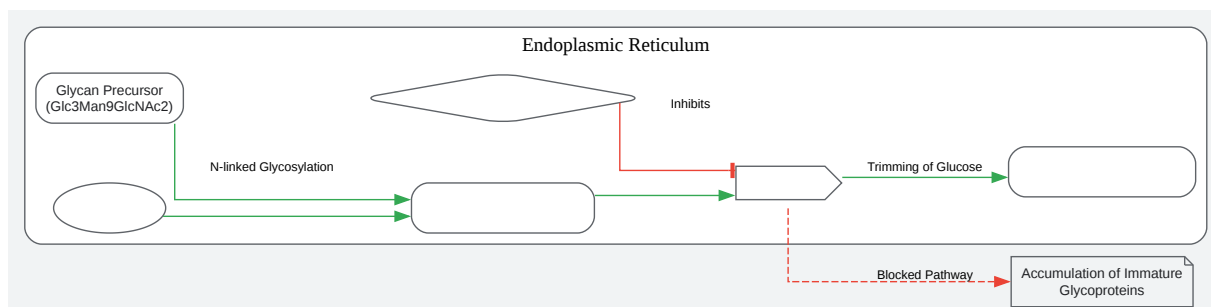 Endoplasmic Reticulum
Glycan Precursor
(Glc3Man9GlcNAc2)
Inhibits
N-linked Glycosylation
Trimming of Glucose
Blocked Pathway
Accumulation of Immature
Glycoproteins